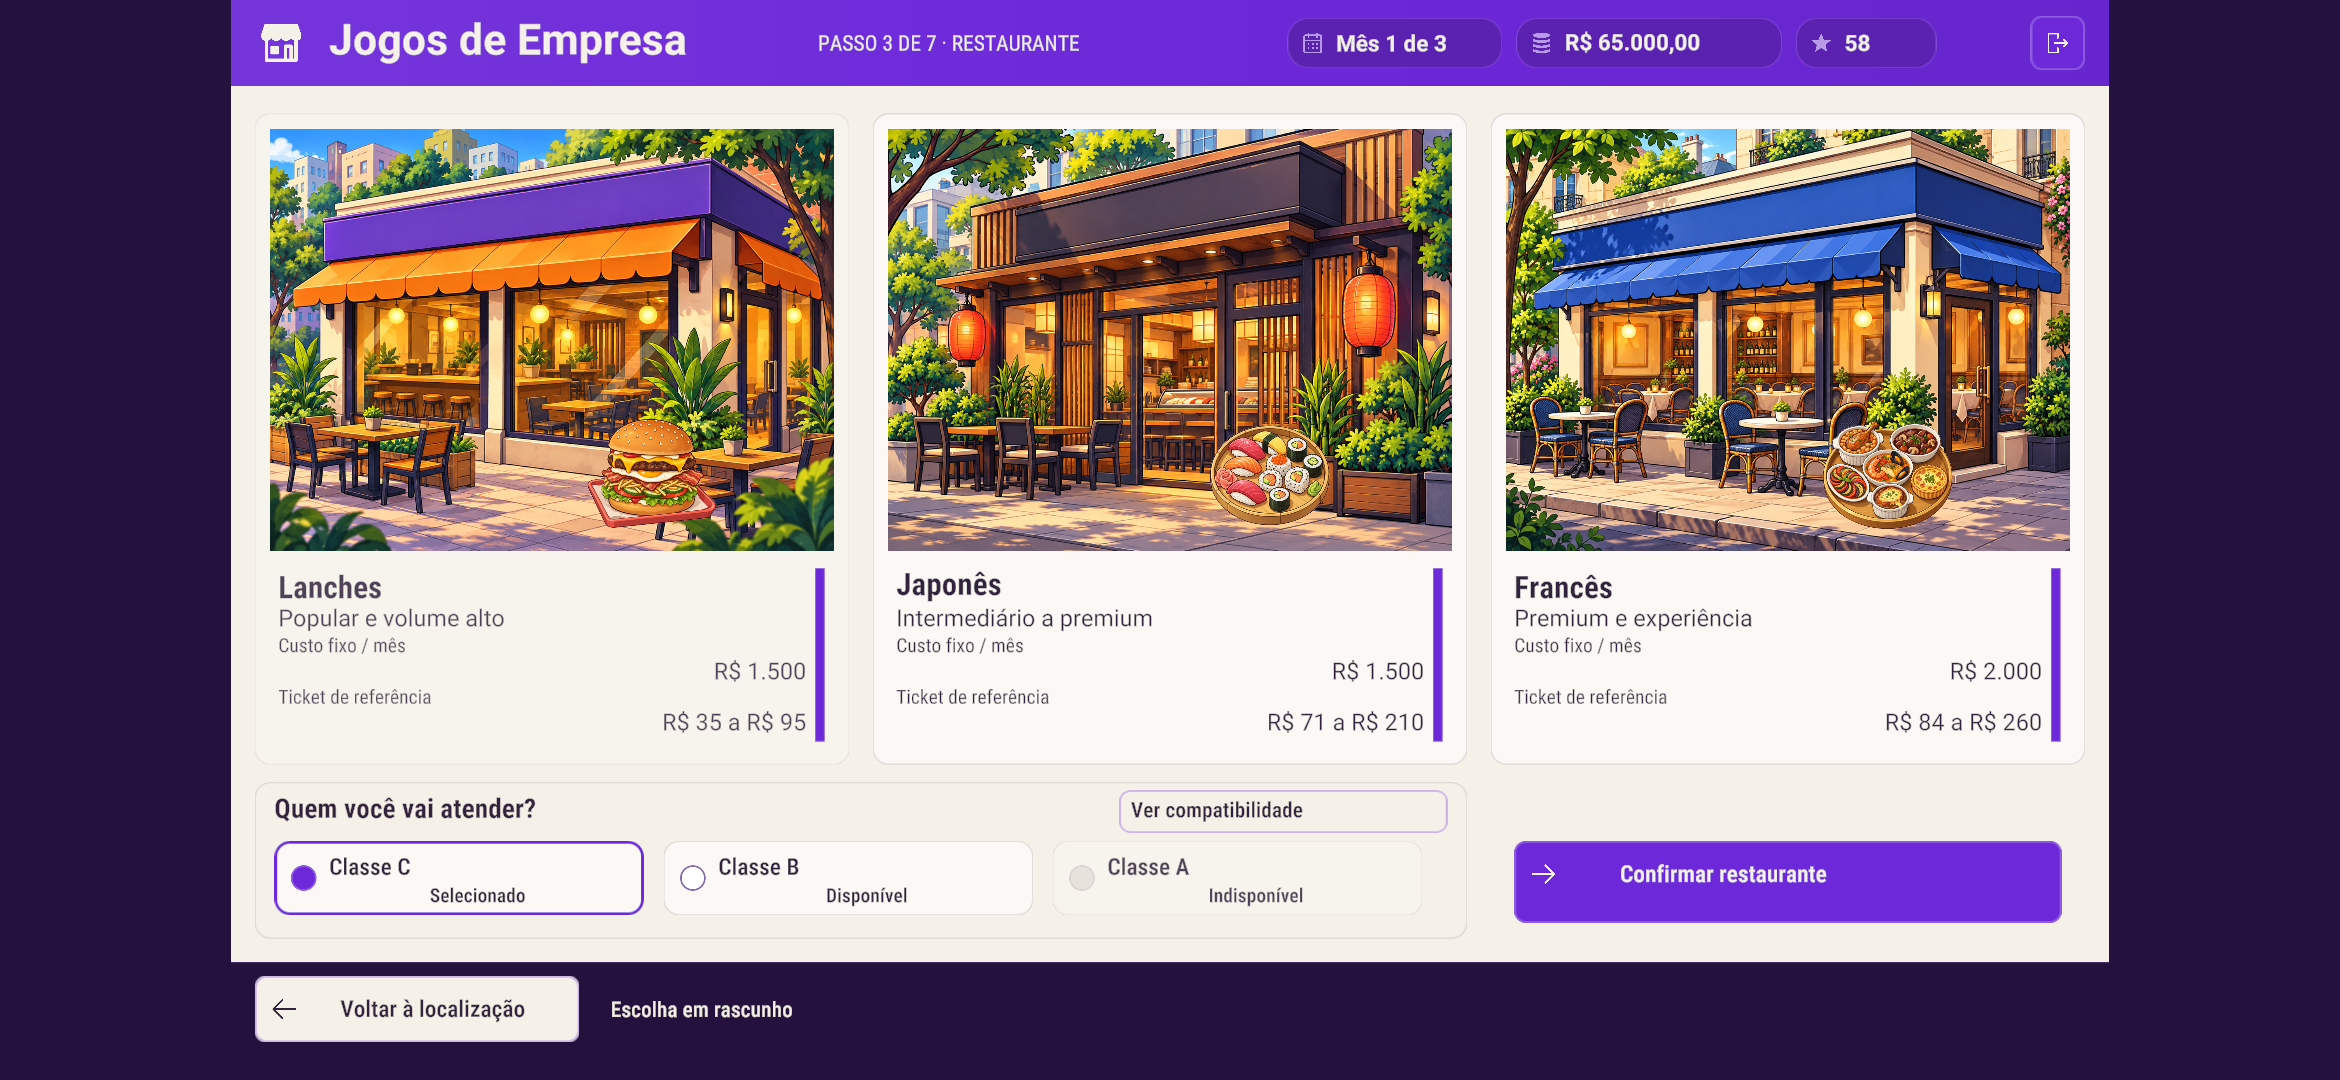 Jogos de Empresa
PASSO 3 DE 7 · RESTAURANTE
Mês 1 de 3
R$ 65.000,00
58
Lanches
Popular e volume alto
Custo fixo / mês
R$ 1.500
Ticket de referência
R$ 35 a R$ 95
Japonês
Intermediário a premium
Custo fixo / mês
R$ 1.500
Ticket de referência
R$ 71 a R$ 210
Francês
Premium e experiência
Custo fixo / mês
R$ 2.000
Ticket de referência
R$ 84 a R$ 260
Quem você vai atender?
Ver compatibilidade
Classe C
Selecionado
Classe B
Disponível
Classe A
Indisponível
Confirmar restaurante
Voltar à localização
Escolha em rascunho